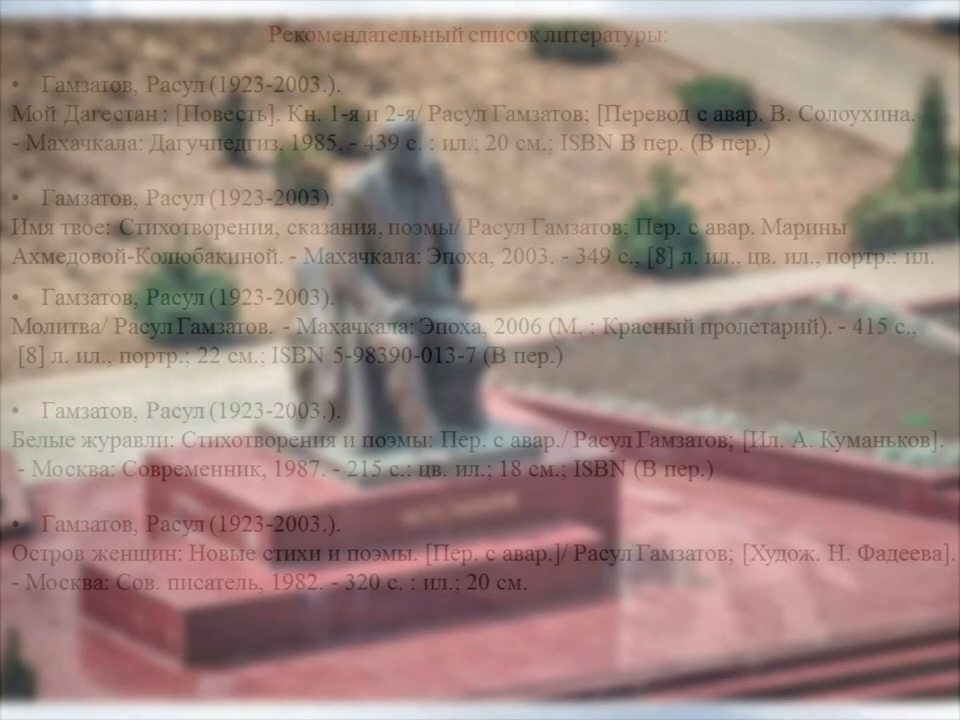 Рекомендательный список литературы:
• Гамзатов, Расул (1923-2003.).
Мой Дагестан : [Повесть]. Кн. 1-я и 2-я/ Расул Гамзатов; [Перевод с авар. В. Солоухина.
- Махачкала: Дагучпедгиз, 1985. - 439 с. : ил.; 20 см.; ISBN В пер. (В пер.)
• Гамзатов, Расул (1923-2003).
Имя твое: Стихотворения, сказания, поэмы/ Расул Гамзатов; Пер. с авар. Марины
Ахмедовой-Колюбакиной. - Махачкала: Эпоха, 2003. - 349 с., [8] л. ил., цв. ил., портр.: ил.
• Гамзатов, Расул (1923-2003).
Молитва/ Расул Гамзатов. - Махачкала: Эпоха, 2006 (М. : Красный пролетарий). - 415 с.,
[8] л. ил., портр.; 22 см.; ISBN 5-98390-013-7 (В пер.)
• Гамзатов, Расул (1923-2003.).
Белые журавли: Стихотворения и поэмы: Пер. с авар./ Расул Гамзатов; [Ил. А. Куманьков].
- Москва: Современник, 1987. - 215 с.: цв. ил.; 18 см.; ISBN (В пер.)
• Гамзатов, Расул (1923-2003.).
Остров женщин: Новые стихи и поэмы. [Пер. с авар.]/ Расул Гамзатов; [Худож. Н. Фадеева].
- Москва: Сов. писатель, 1982. - 320 с. : ил.; 20 см.